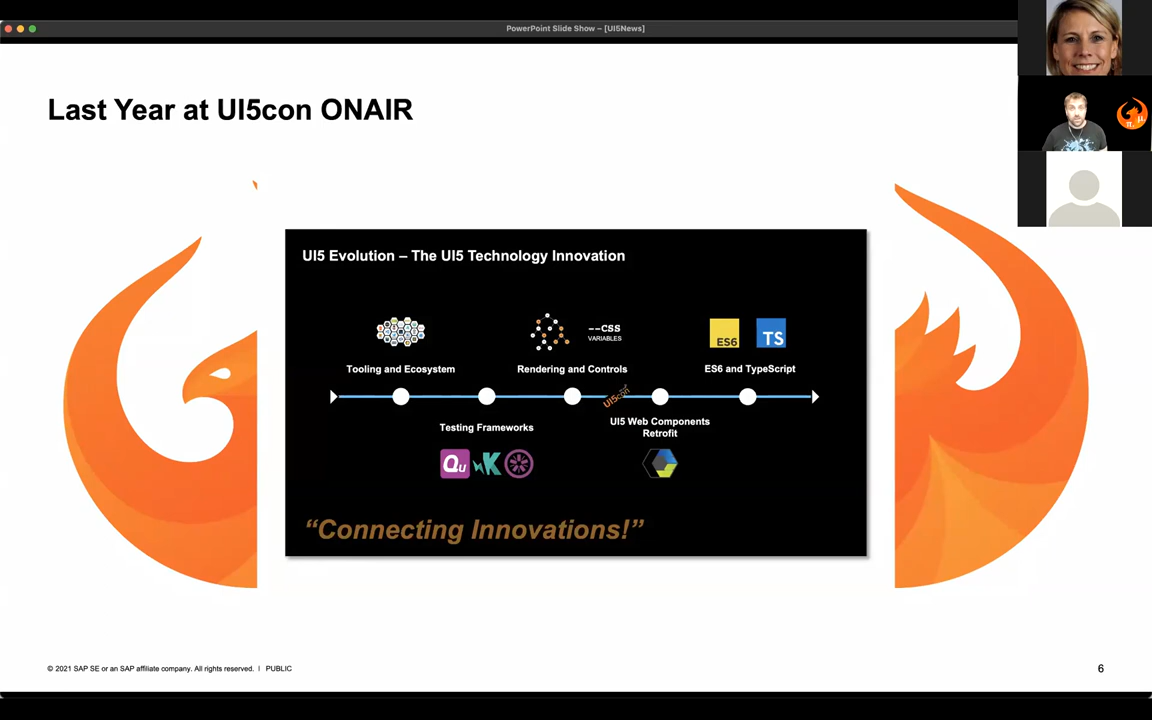 PowerPoint Slide Show – [UI5News]
Last Year at UI5con ONAIR
UI5 Evolution – The UI5 Technology Innovation
--CSS
VARIABLES
ES6
TS
Tooling and Ecosystem
Rendering and Controls
ES6 and TypeScript
UI5con
Testing Frameworks
UI5 Web Components
Retrofit
Qu
K
“Connecting Innovations!”
© 2021 SAP SE or an SAP affiliate company. All rights reserved. I PUBLIC
6